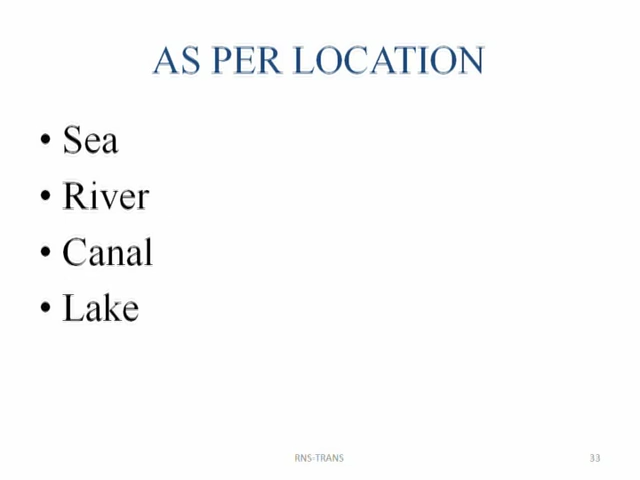 AS PER LOCATION
• Sea
• River
• Canal
• Lake
RNS-TRANS
33